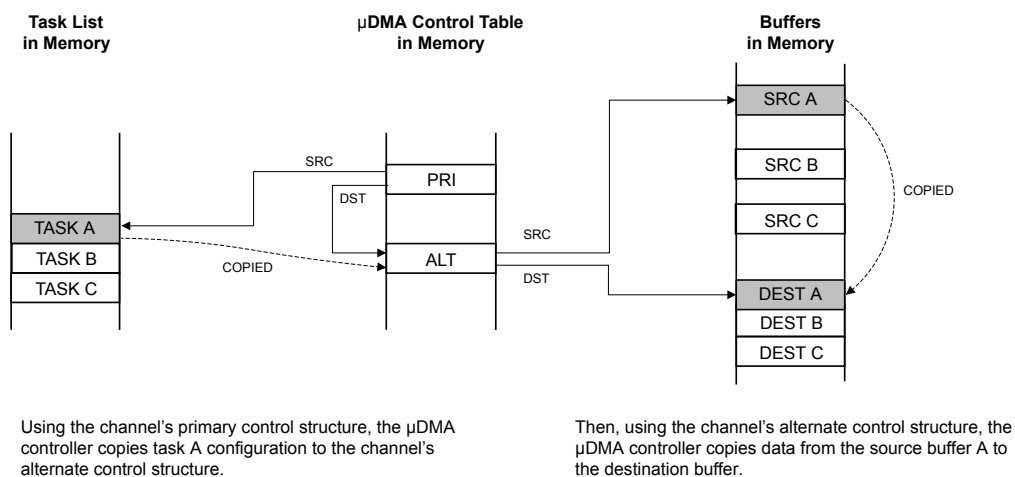 Task List
in Memory
µDMA Control Table
in Memory
Buffers
in Memory
SRC A
SRC B
SRC C
COPIED
SRC
PRI
DST
TASK A
TASK B
TASK C
COPIED
ALT
SRC
DST
DEST A
DEST B
DEST C
Using the channel's primary control structure, the µDMA
controller copies task A configuration to the channel's
alternate control structure.
Then, using the channel's alternate control structure, the
µDMA controller copies data from the source buffer A to
the destination buffer.